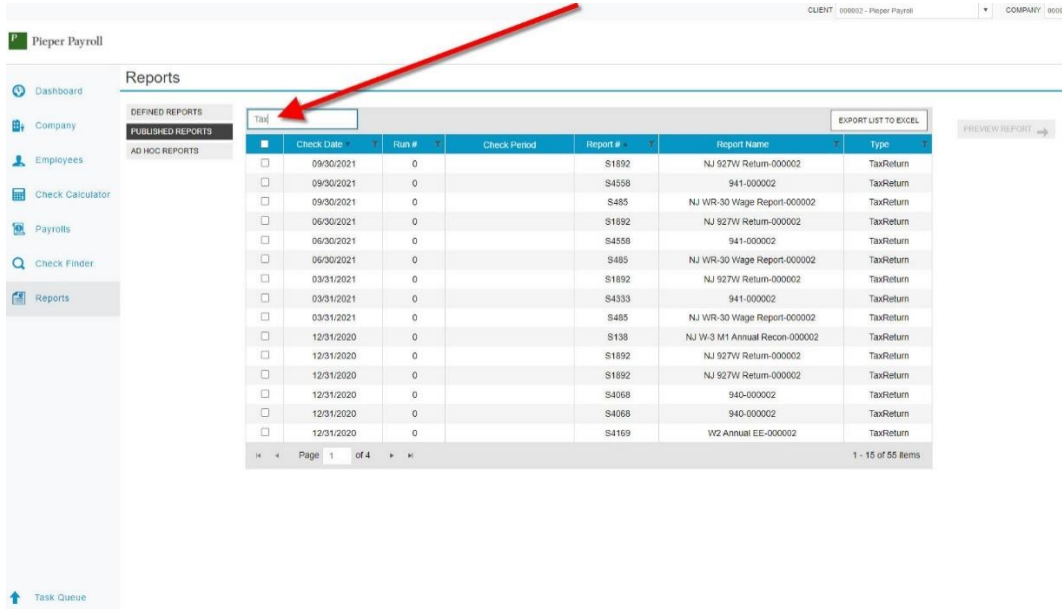 CLIENT 000002 - Pieper Payroll COMPANY
P Pieper Payroll
Reports
Dashboard
Company
Employees
Check Calculator
Payrolls
Check Finder
Reports
Task Queue
DEFINED REPORTS
PUBLISHED REPORTS
AD HOC REPORTS
Tax
EXPORT LIST TO EXCEL
PREVIEW REPORT
Check Date Run # Check Period Report # Report Name Type
09/30/2021 0 S1892 NJ 927W Return-000002 TaxReturn
09/30/2021 0 S4558 941-000002 TaxReturn
09/30/2021 0 S485 NJ WR-30 Wage Report-000002 TaxReturn
06/30/2021 0 S1892 NJ 927W Return-000002 TaxReturn
06/30/2021 0 S4558 941-000002 TaxReturn
06/30/2021 0 S485 NJ WR-30 Wage Report-000002 TaxReturn
03/31/2021 0 S1892 NJ 927W Return-000002 TaxReturn
03/31/2021 0 S4333 941-000002 TaxReturn
03/31/2021 0 S485 NJ WR-30 Wage Report-000002 TaxReturn
12/31/2020 0 S138 NJ W-3 M1 Annual Recon-000002 TaxReturn
12/31/2020 0 S1892 NJ 927W Return-000002 TaxReturn
12/31/2020 0 S1892 NJ 927W Return-000002 TaxReturn
12/31/2020 0 S4068 940-000002 TaxReturn
12/31/2020 0 S4068 940-000002 TaxReturn
12/31/2020 0 S4169 W2 Annual EE-000002 TaxReturn
Page 1 of 4 1 - 15 of 55 items